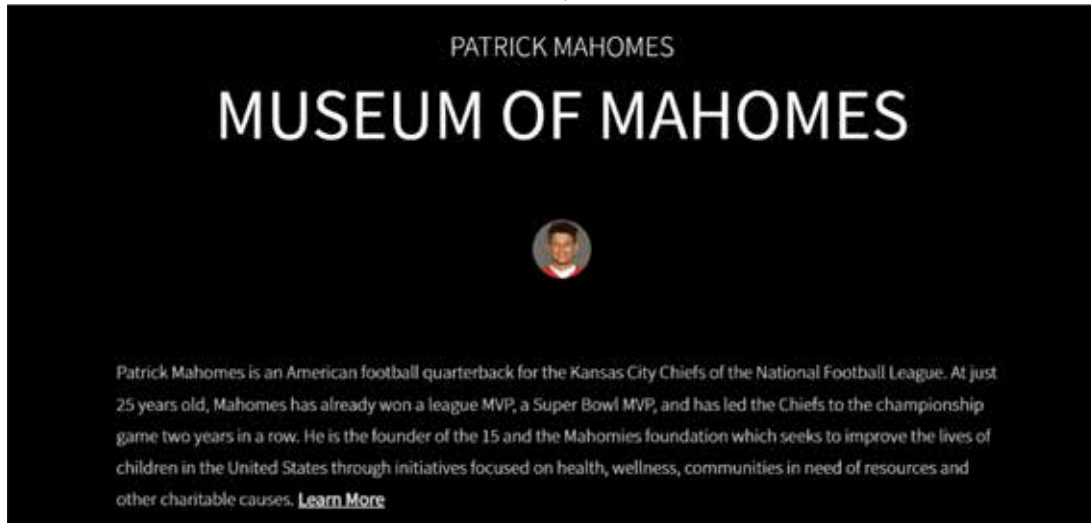 PATRICK MAHOMES
MUSEUM OF MAHOMES
Patrick Mahomes is an American football quarterback for the Kansas City Chiefs of the National Football League. At just
25 years old, Mahomes has already won a league MVP, a Super Bowl MVP, and has led the Chiefs to the championship
game two years in a row. He is the founder of the 15 and the Mahomies foundation which seeks to improve the lives of
children in the United States through initiatives focused on health, wellness, communities in need of resources and
other charitable causes. Learn More